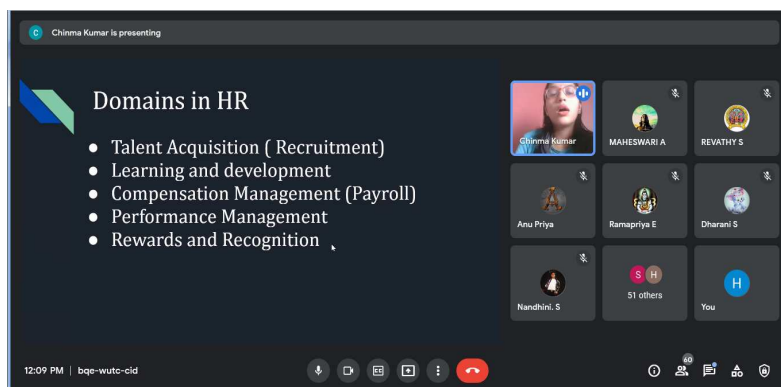 C Chinma Kumar is presenting
Domains in HR
● Talent Acquisition ( Recruitment)
● Learning and development
● Compensation Management (Payroll)
● Performance Management
● Rewards and Recognition
Chinma Kumar
MAHESWARI A
REVATHY S
Anu Priya
Ramapriya E
Dharani S
Nandhini. S
S H
51 others
H
You
12:09 PM | bqe-wutc-cid
CC
60